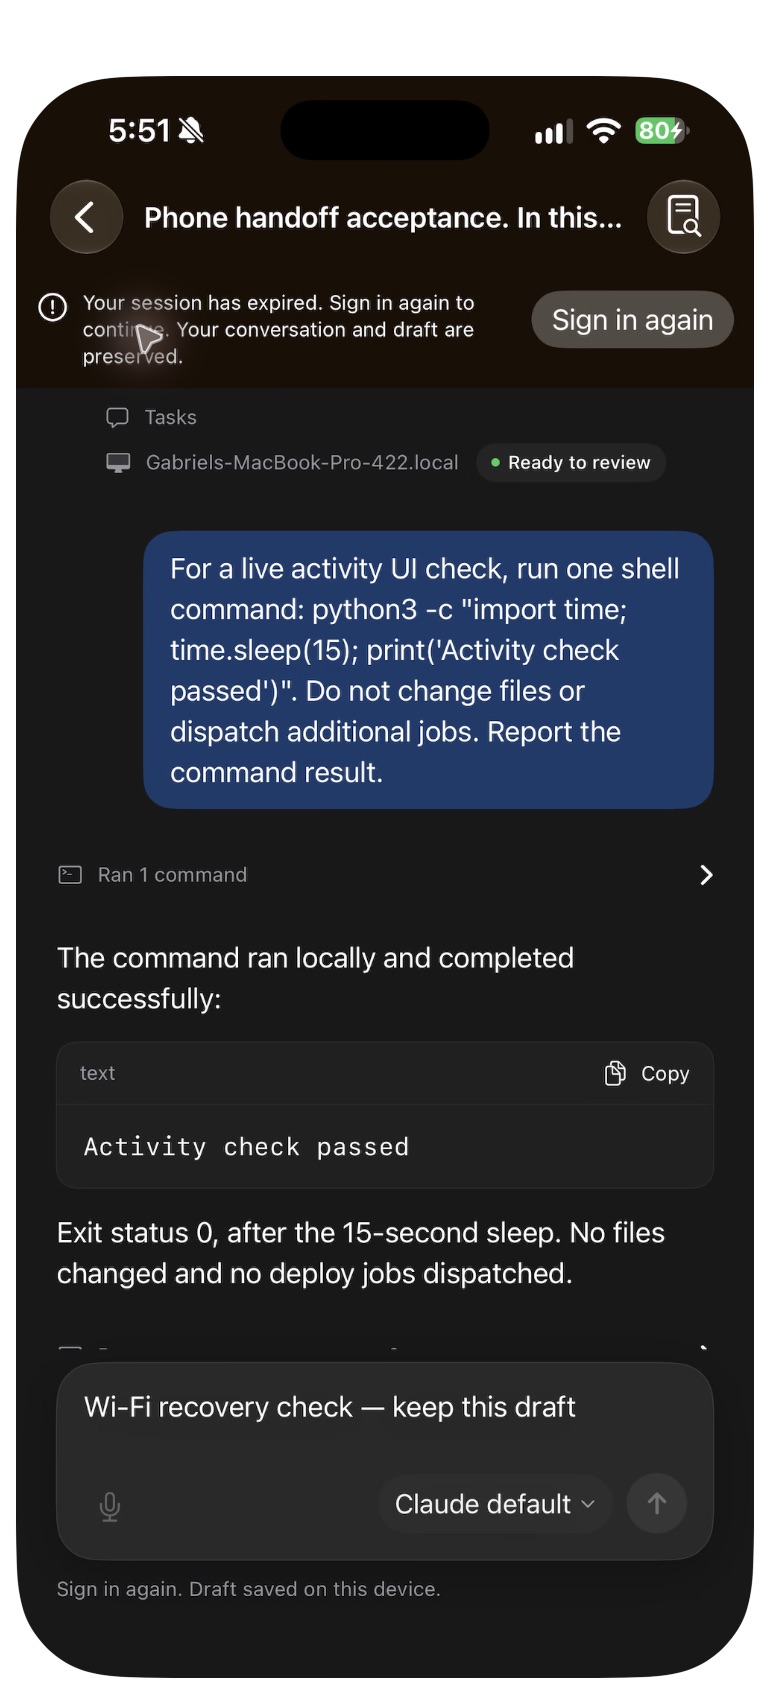 5:51
80
Phone handoff acceptance. In this...
Your session has expired. Sign in again to
continue. Your conversation and draft are
preserved.
Sign in again
Tasks
Gabriels-MacBook-Pro-422.local
Ready to review
For a live activity UI check, run one shell
command: python3 -c "import time;
time.sleep(15); print('Activity check
passed')". Do not change files or
dispatch additional jobs. Report the
command result.
Ran 1 command
The command ran locally and completed
successfully:
text
Copy
Activity check passed
Exit status 0, after the 15-second sleep. No files
changed and no deploy jobs dispatched.
Wi-Fi recovery check — keep this draft
Claude default
Sign in again. Draft saved on this device.